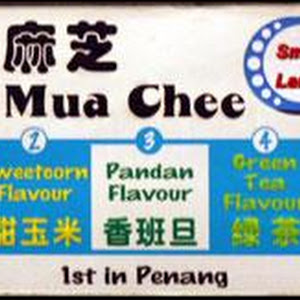 麻芝
Mua Chee
2
weetcorn
Flavour
甜玉米
3
Pandan
Flavour
香班旦
4
Green
Tea
Flavour
绿茶
1st in Penang